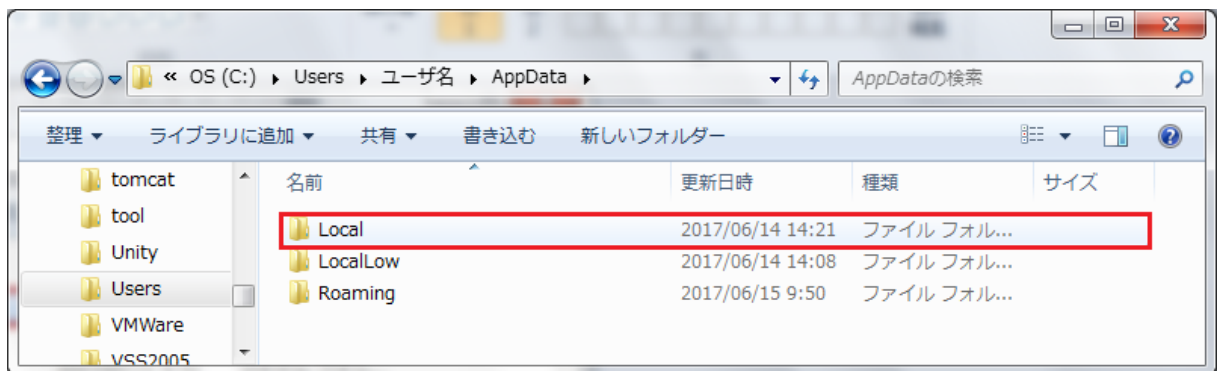 « OS (C:) ▸ Users ▸ ユーザ名 ▸ AppData ▸ AppDataの検索
整理 ▼ ライブラリに追加 ▼ 共有 ▼ 書き込む 新しいフォルダー
tomcat
tool
Unity
Users
VMWare
VSS2005
名前 更新日時 種類 サイズ
Local 2017/06/14 14:21 ファイル フォル...
LocalLow 2017/06/14 14:08 ファイル フォル...
Roaming 2017/06/15 9:50 ファイル フォル...